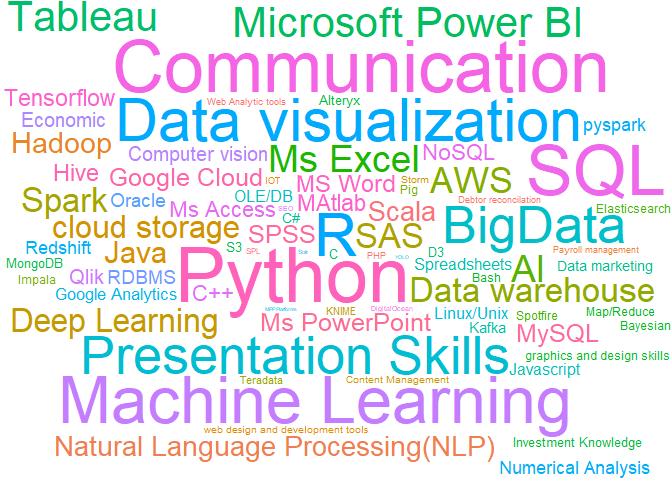 Tableau
Microsoft Power BI
Communication
Tensorflow
Web Analytic tools
Alteryx
Economic
Data visualization
pyspark
Hadoop
Computer vision
Ms Excel
NoSQL
SQL
Hive
Google Cloud
IOT
MS Word
Storm
Pig
AWS
Spark
Oracle
OLE/DB
MAtlab
Debtor reconcilation
Elasticsearch
Ms Access
SEO
C#
Scala
BigData
cloud storage
SPSS
R
SAS
Redshift
Java
S3
SPL
C
PHP
D3
Payroll management
MongoDB
Python
Spreadsheets
AI
Data marketing
Impala
Qlik
RDBMS
Bash
Google Analytics
C++
Data warehouse
Deep Learning
KNIME
DigitalOcean
Ms PowerPoint
Linux/Unix
Kafka
Spotfire
Map/Reduce
MySQL
Bayesian
Presentation Skills
graphics and design skills
Javascript
Teradata
Content Management
Machine Learning
web design and development tools
Natural Language Processing(NLP)
Investment Knowledge
Numerical Analysis